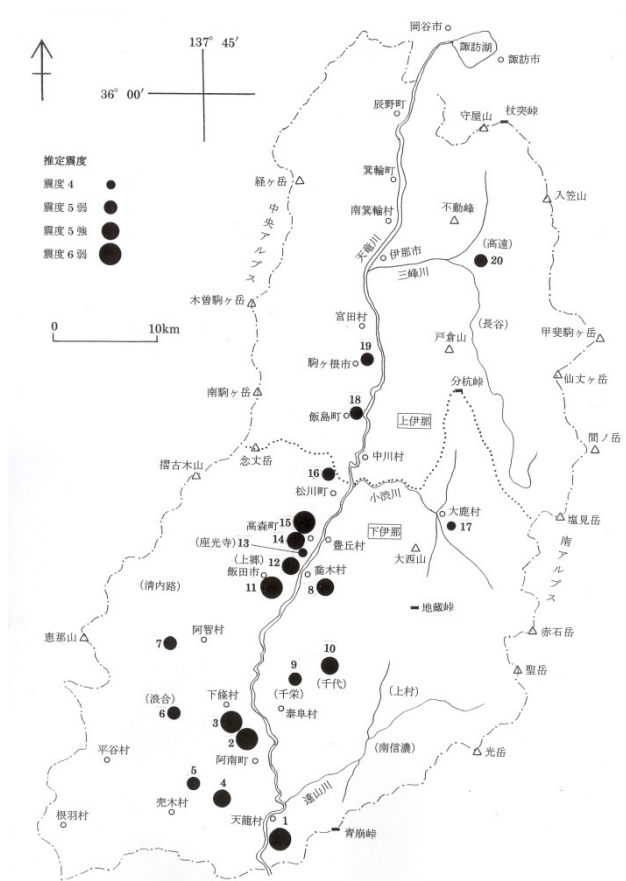 岡谷市
諏訪湖
諏訪市
137° 45′
36° 00′
辰野町
守屋山
杖突峠
推定震度
震度 4
震度 5 弱
震度 5 強
震度 6 弱
経ヶ岳
箕輪町
入笠山
中央アルプス
南箕輪村
不動峰
天竜川
伊那市
(高遠)
20
三峰川
木曽駒ヶ岳
0
10km
宮田村
(長谷)
戸倉山
甲斐駒ヶ岳
19
駒ヶ根市
仙丈ヶ岳
南駒ヶ岳
分杭峠
18
飯島町
上伊那
間ノ岳
念丈岳
中川村
摺古木山
16
松川町
小渋川
大鹿村
塩見岳
15
高森町
17
14
豊丘村
下伊那
(座光寺)
13
大西山
南アルプス
(上郷)
12
飯田市
喬木村
(清内路)
11
8
地蔵峠
恵那山
阿智村
赤石岳
7
10
9
聖岳
(千代)
(千栄)
(上村)
(浪合)
下條村
泰阜村
6
3
(南信濃)
2
光岳
平谷村
阿南町
5
4
遠山川
売木村
天龍村
1
根羽村
青崩峠